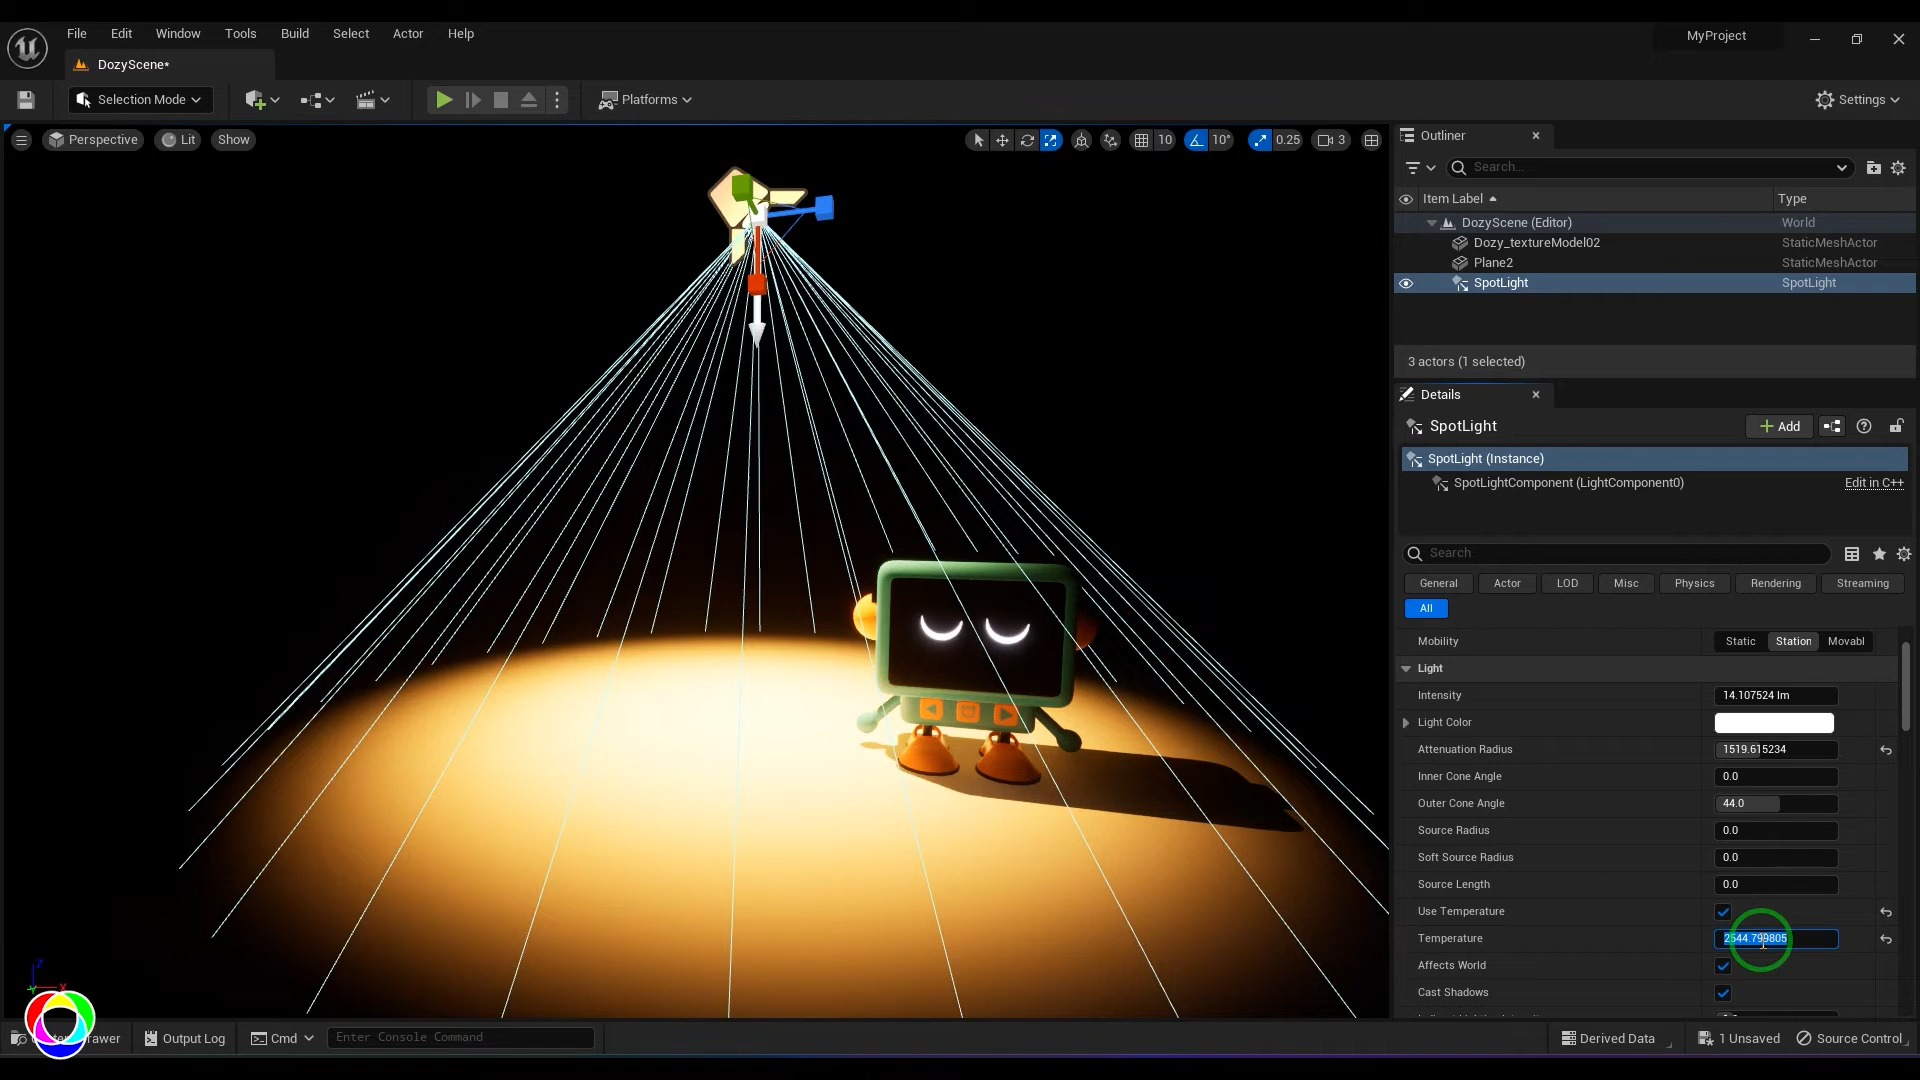 File Edit Window Tools Build Select Actor Help
MyProject
DozyScene*
Selection Mode
Platforms
Settings
Perspective Lit Show
10 10° 0.25 3
Outliner
Search...
Item Label Type
DozyScene (Editor) World
Dozy_textureModel02 StaticMeshActor
Plane2 StaticMeshActor
SpotLight SpotLight
3 actors (1 selected)
Details
SpotLight
Add
SpotLight (Instance)
SpotLightComponent (LightComponent0) Edit in C++
Search
General Actor LOD Misc Physics Rendering Streaming
All
Mobility Static Station Movabl
Light
Intensity 14.107524 lm
Light Color
Attenuation Radius 1519.615234
Inner Cone Angle 0.0
Outer Cone Angle 44.0
Source Radius 0.0
Soft Source Radius 0.0
Source Length 0.0
Use Temperature
Temperature 2544.799805
Affects World
Cast Shadows
Z
X
Output Log
Cmd
Enter Console Command
Derived Data
1 Unsaved
Source Control